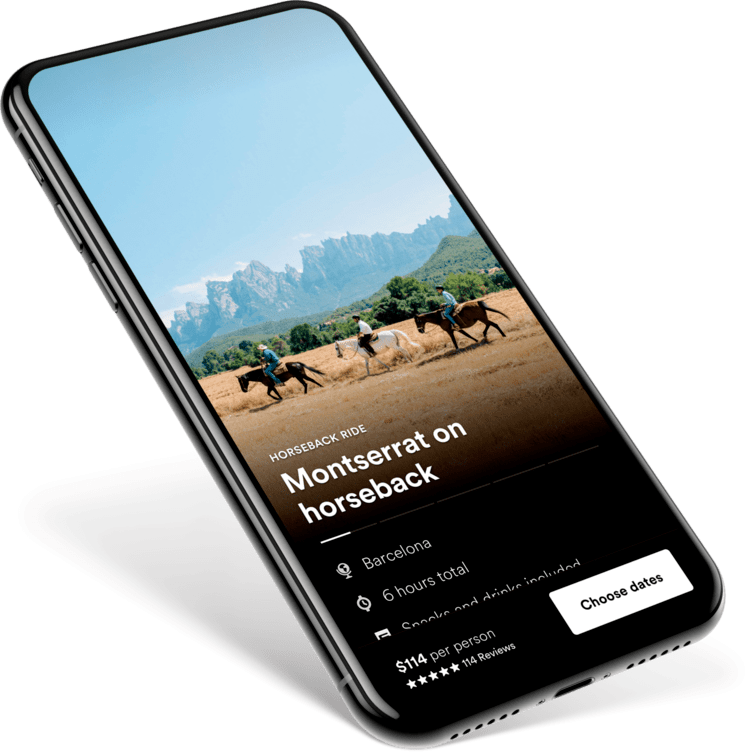 HORSEBACK RIDE
Montserrat on
horseback
Barcelona
6 hours total
Snacks and drinks included
$114 per person
★★★★★ 114 Reviews
Choose dates